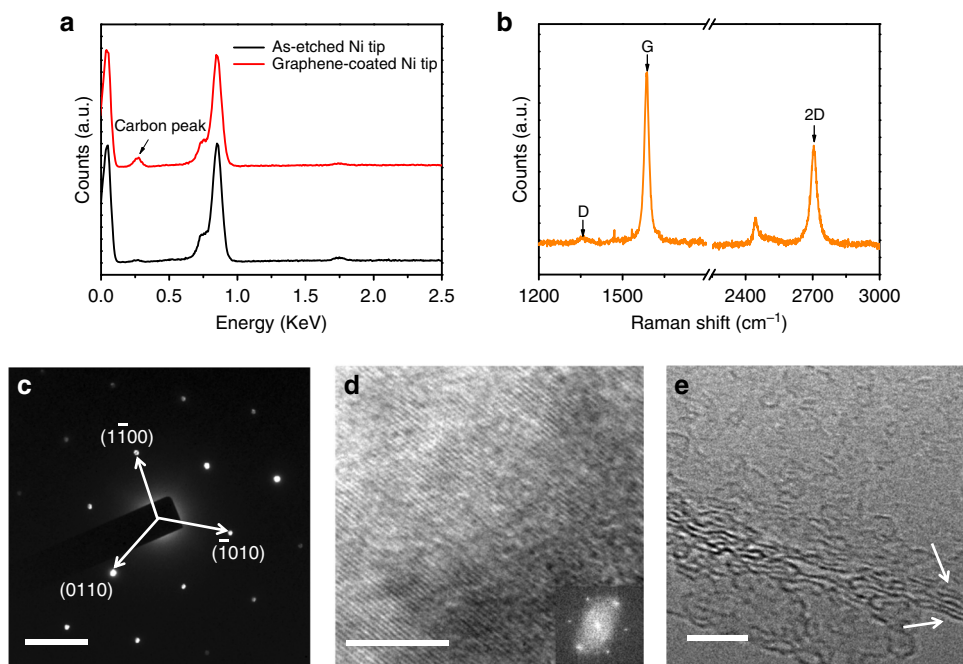 a
As-etched Ni tip
Graphene-coated Ni tip
Carbon peak
Counts (a.u.)
0.0 0.5 1.0 1.5 2.0 2.5
Energy (KeV)
b
G
2D
D
Counts (a.u.)
1200 1500 2400 2700 3000
Raman shift (cm⁻¹)
c
(11̅00)
(1̅010)
(0110)
d
e